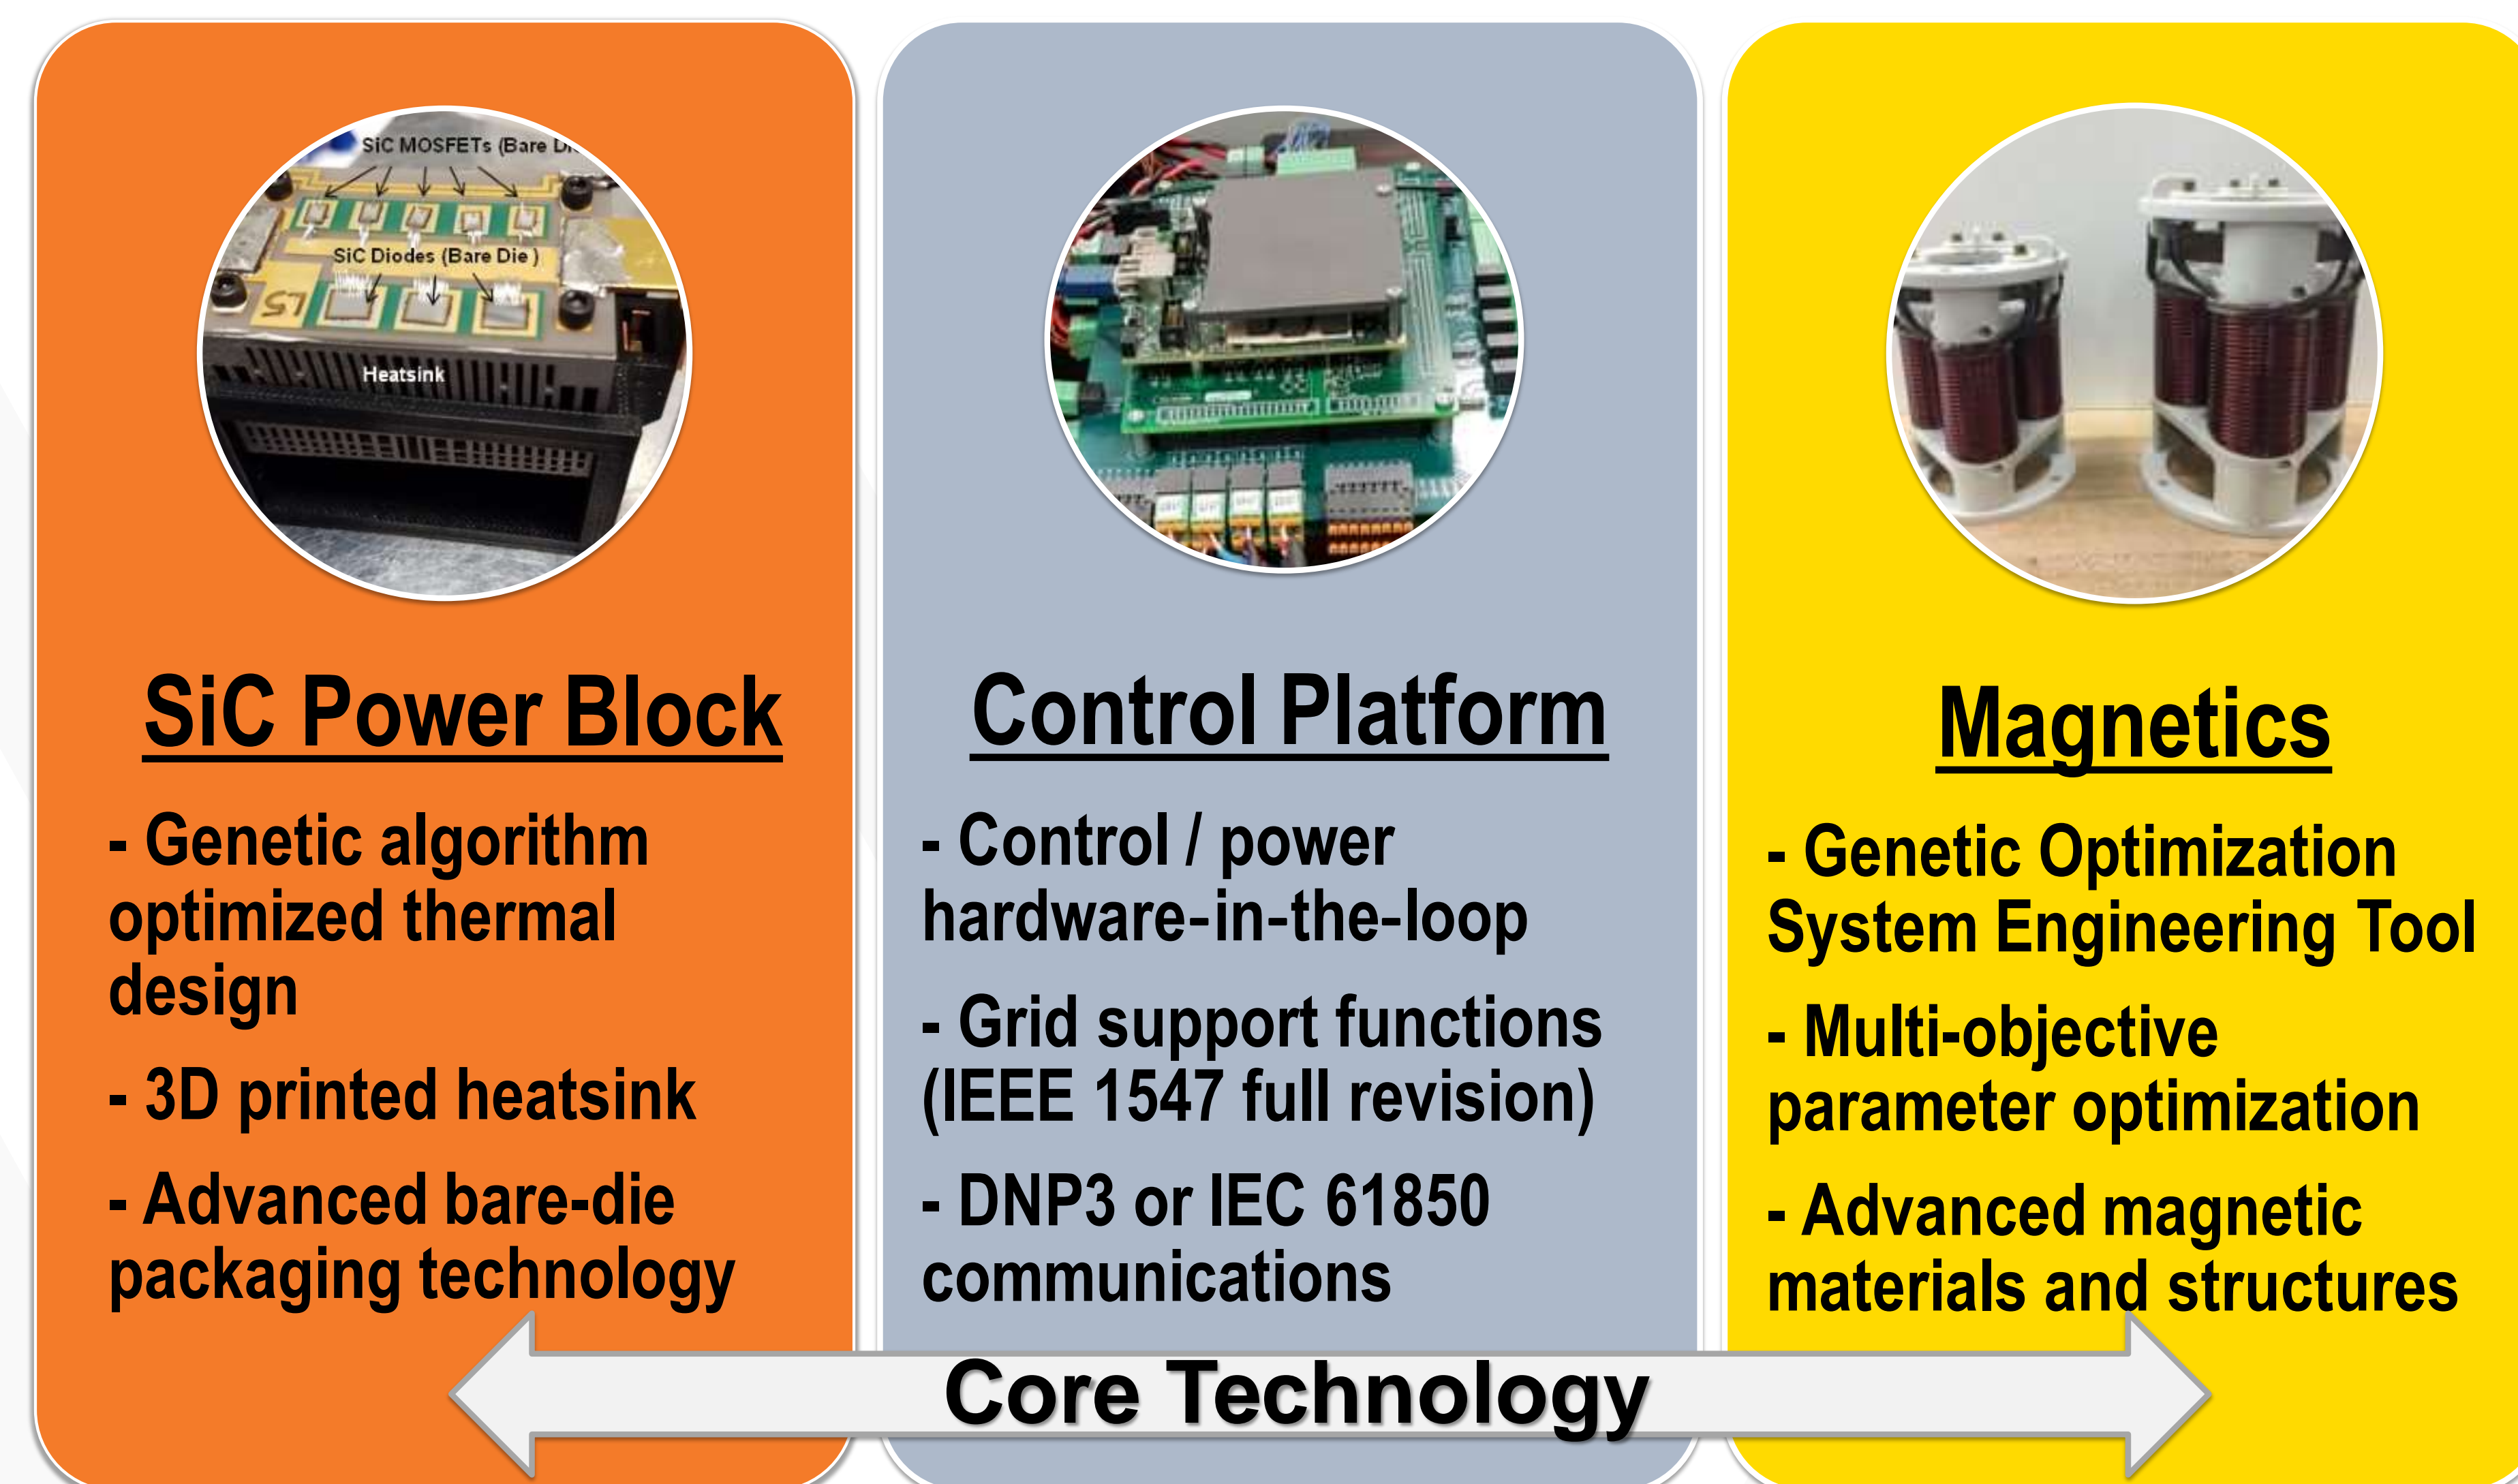 SiC MOSFETs (Bare
SiC Diodes (Bare Die )
L5
Heatsink
SiC Power Block
- Genetic algorithm
optimized thermal
design
- 3D printed heatsink
- Advanced bare-die
packaging technology
Control Platform
- Control / power
hardware-in-the-loop
- Grid support functions
(IEEE 1547 full revision)
- DNP3 or IEC 61850
communications
Magnetics
- Genetic Optimization
System Engineering Tool
- Multi-objective
parameter optimization
- Advanced magnetic
materials and structures
Core Technology